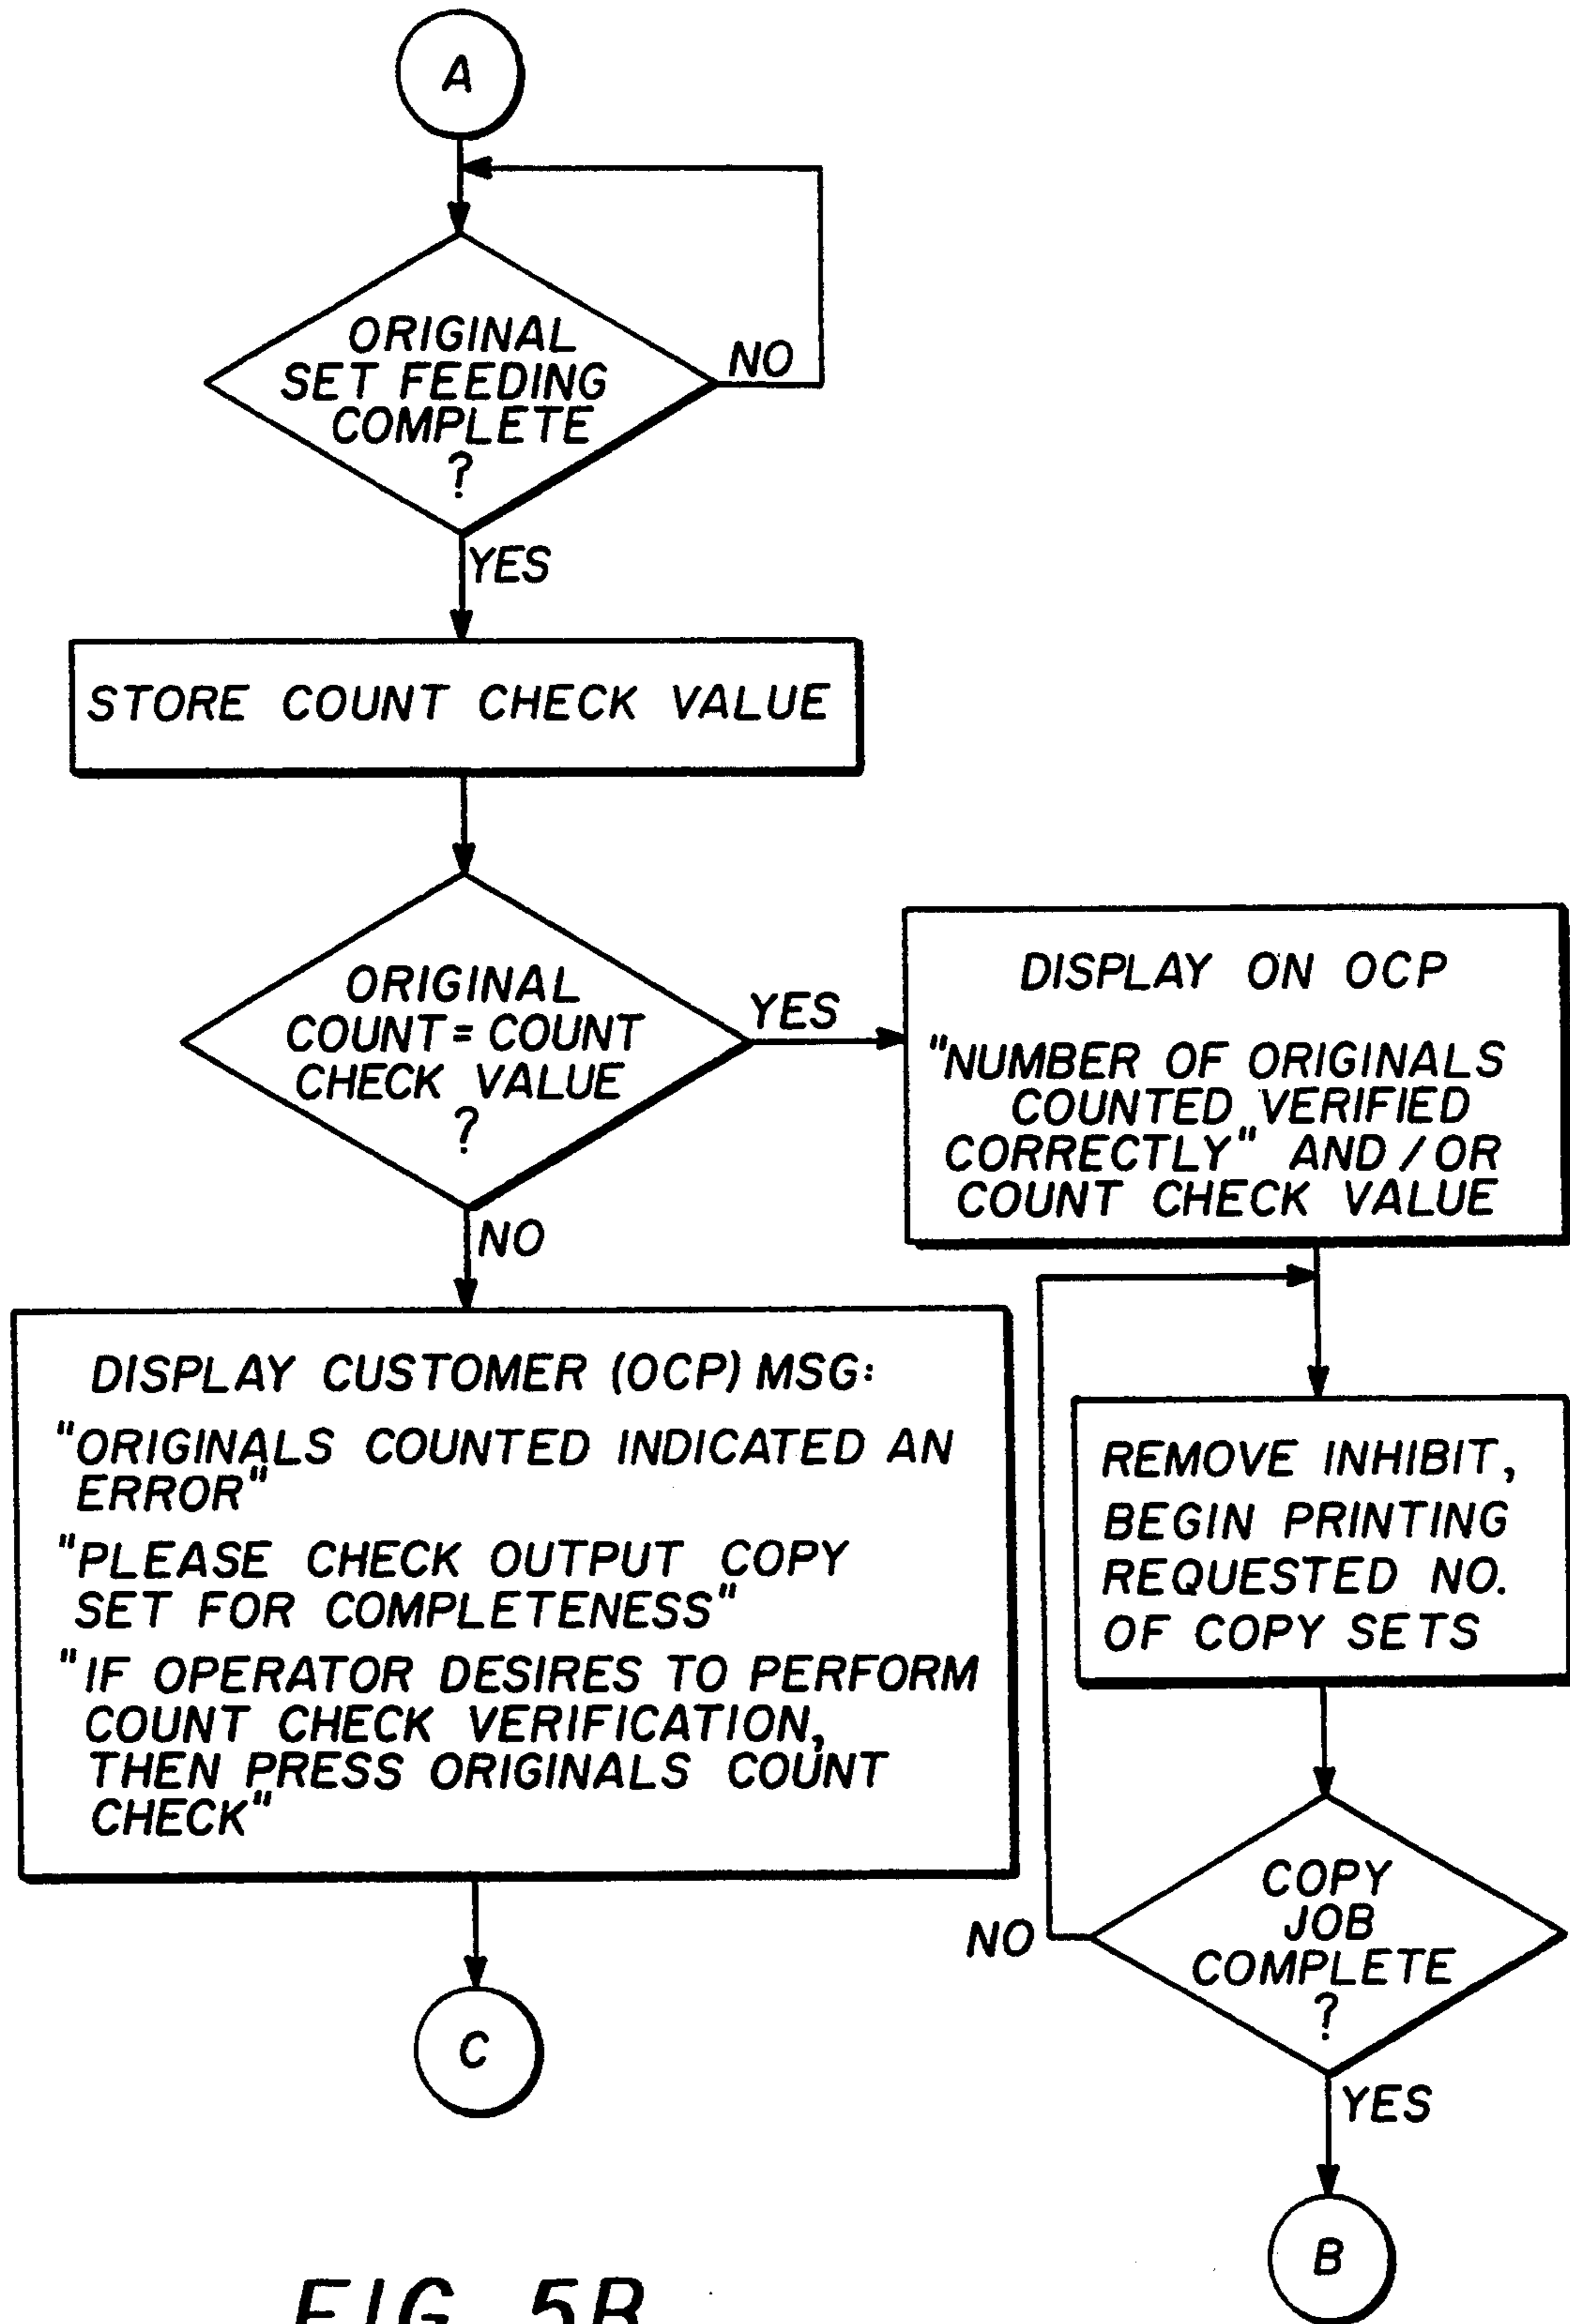 A
ORIGINAL
SET FEEDING
COMPLETE
?
NO
YES
STORE COUNT CHECK VALUE
ORIGINAL
COUNT = COUNT
CHECK VALUE
?
YES
NO
DISPLAY ON OCP
"NUMBER OF ORIGINALS
COUNTED VERIFIED
CORRECTLY" AND / OR
COUNT CHECK VALUE
DISPLAY CUSTOMER (OCP) MSG:
"ORIGINALS COUNTED INDICATED AN
ERROR"
"PLEASE CHECK OUTPUT COPY
SET FOR COMPLETENESS"
"IF OPERATOR DESIRES TO PERFORM
COUNT CHECK VERIFICATION,
THEN PRESS ORIGINALS COUNT
CHECK"
C
REMOVE INHIBIT,
BEGIN PRINTING
REQUESTED NO.
OF COPY SETS
COPY
JOB
COMPLETE
?
NO
YES
B
FIG. 5B